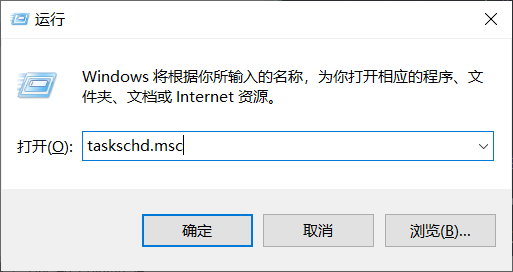 运行
Windows 将根据你所输入的名称，为你打开相应的程序、文
件夹、文档或 Internet 资源。
打开(O): taskschd.msc
确定 取消 浏览(B)...